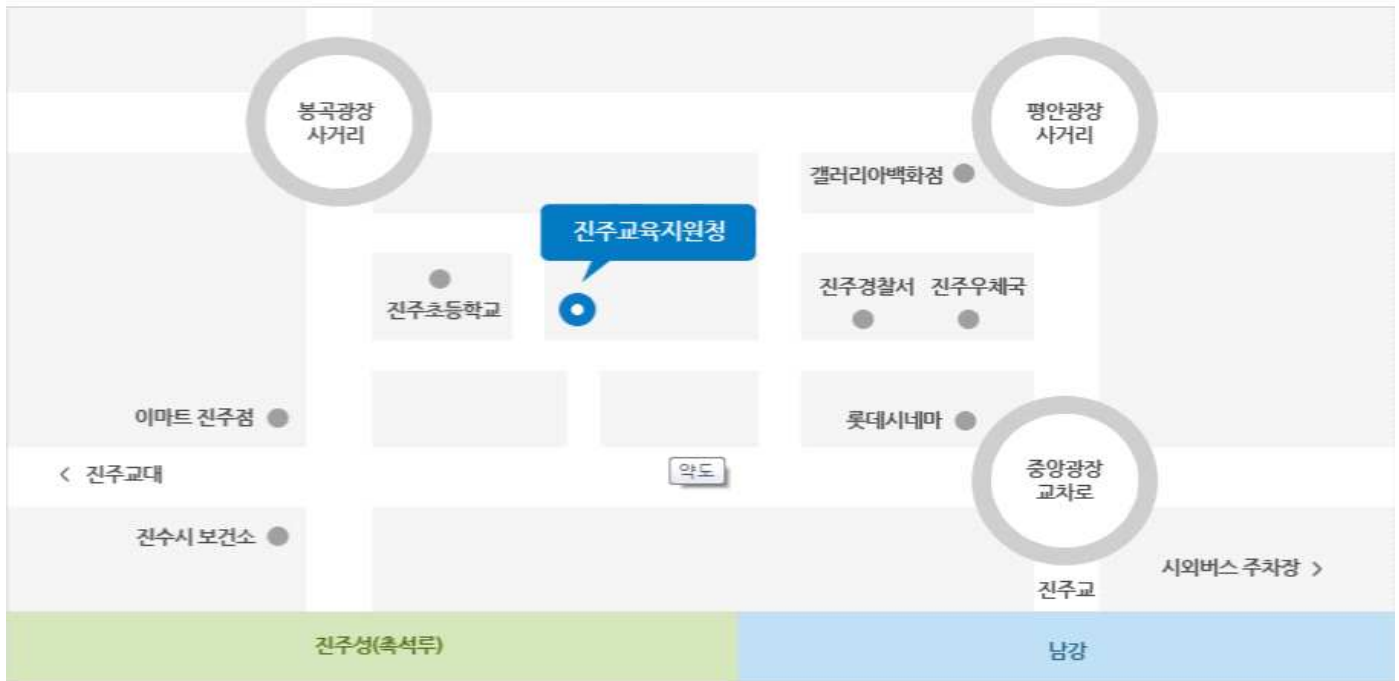 봉곡광장
사거리
평안광장
사거리
갤러리아백화점
진주교육지원청
진주초등학교
진주경찰서
진주우체국
이마트 진주점
롯데시네마
< 진주교대
약도
중앙광장
교차로
진수시 보건소
시외버스 주차장 >
진주교
진주성(촉석루)
남강